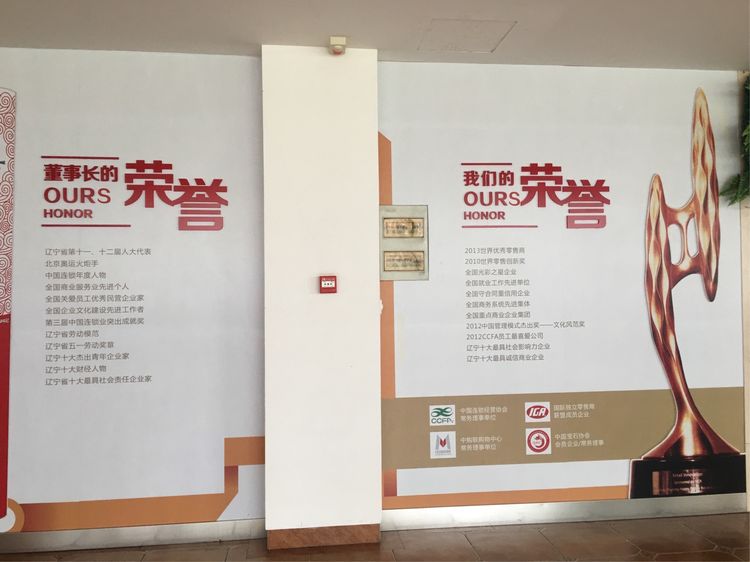 董事长的荣誉
OURS
HONOR
辽宁省第十一、十二届人大代表
北京奥运火炬手
中国连锁年度人物
全国商业服务业先进个人
全国关爱员工优秀民营企业家
全国企业文化建设先进工作者
第三届中国连锁业突出成就奖
辽宁省劳动模范
辽宁省五一劳动奖章
辽宁十大杰出青年企业家
辽宁十大财经人物
辽宁省十大最具社会责任企业家
我们的荣誉
OURS
HONOR
2013世界优秀零售商
2010世界零售创新奖
全国光彩之星企业
全国就业工作先进单位
全国守合同重信用企业
全国商务系统先进集体
全国重点商业企业集团
2012中国管理模式杰出奖——文化风范奖
2012CCFA员工最喜爱公司
辽宁十大最具社会影响力企业
辽宁十大最具诚信商业企业
CCFA
中国连锁经营协会
常务理事单位
IGA
国际独立零售商
联盟成员企业
中购联购物中心
常务理事单位
中国宝石协会
会员企业/常务理事